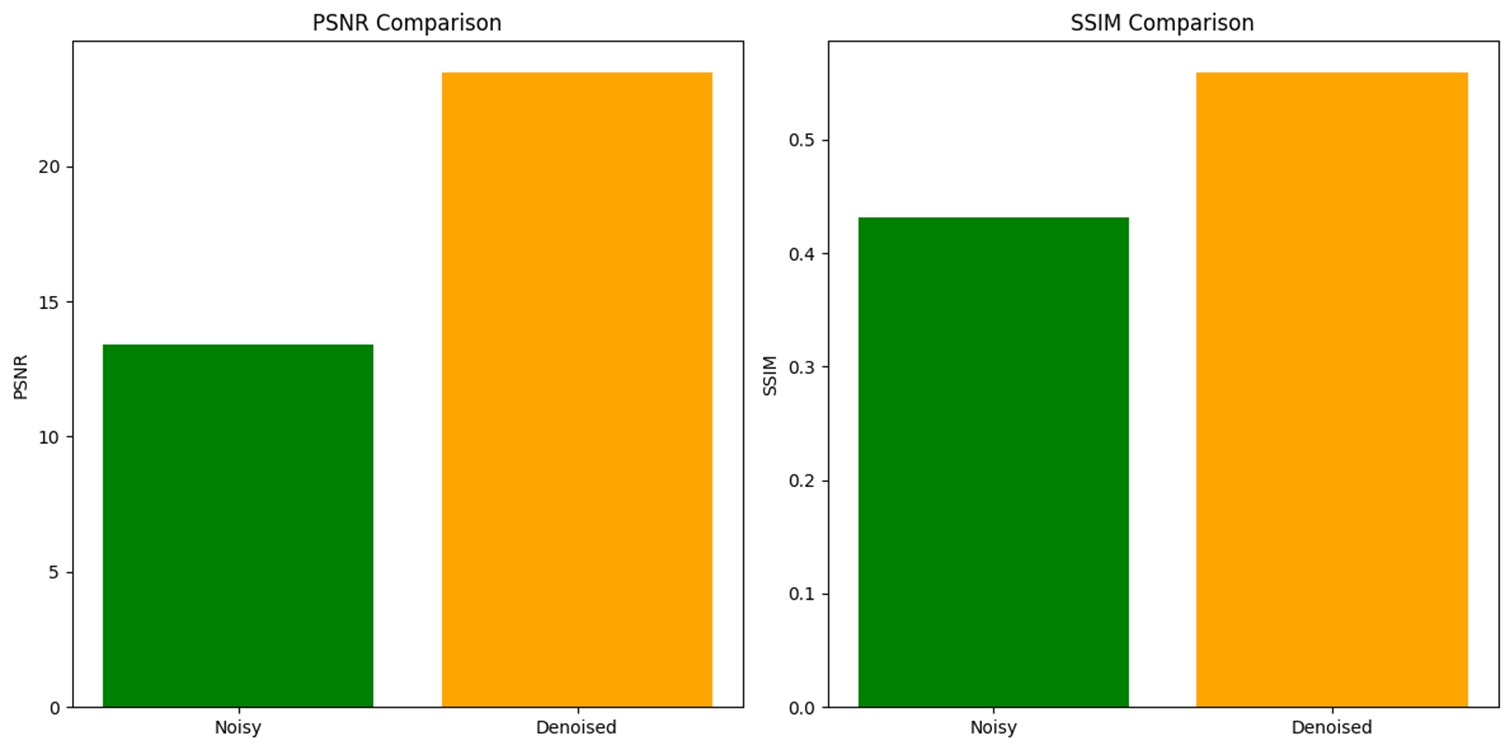 PSNR Comparison
PSNR
20
15
10
5
0
Noisy
Denoised
SSIM Comparison
SSIM
0.5
0.4
0.3
0.2
0.1
0.0
Noisy
Denoised